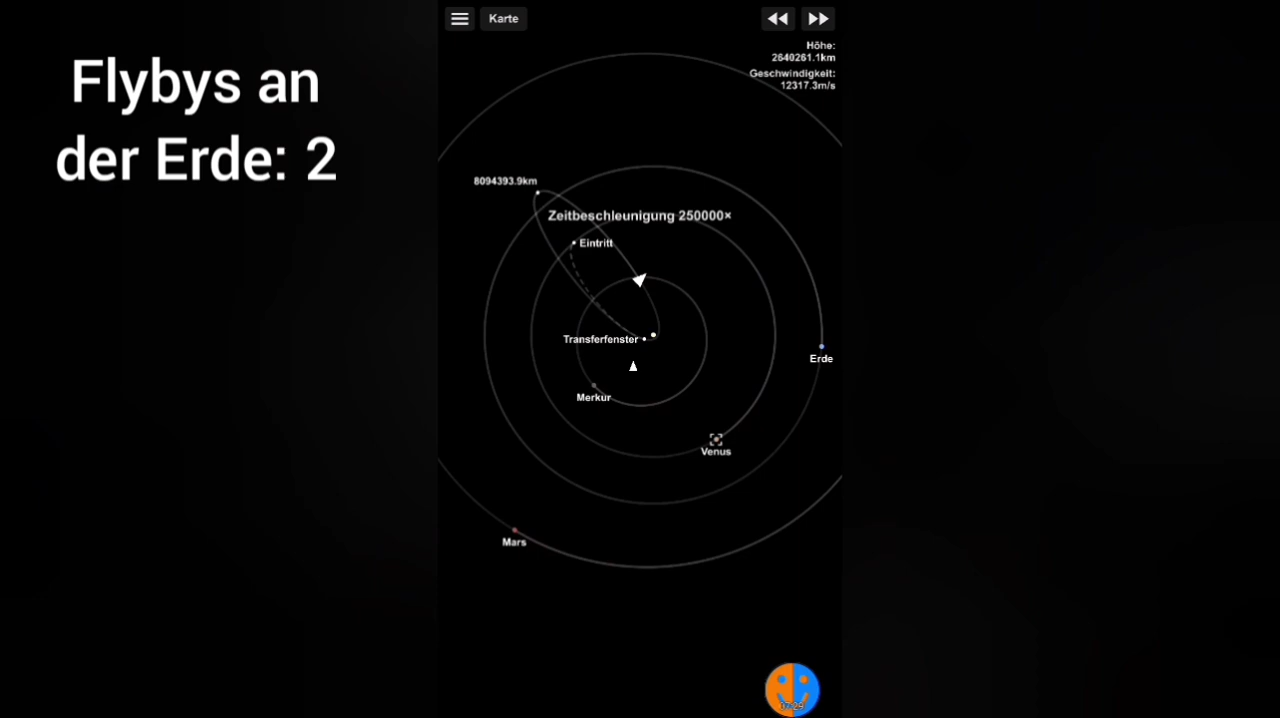 Flybys an
der Erde: 2
Karte
Höhe:
2640261.1km
Geschwindigkeit:
12317.3m/s
8094393.9km
Zeitbeschleunigung 250000×
Eintritt
Transferfenster
Erde
Merkur
Venus
Mars